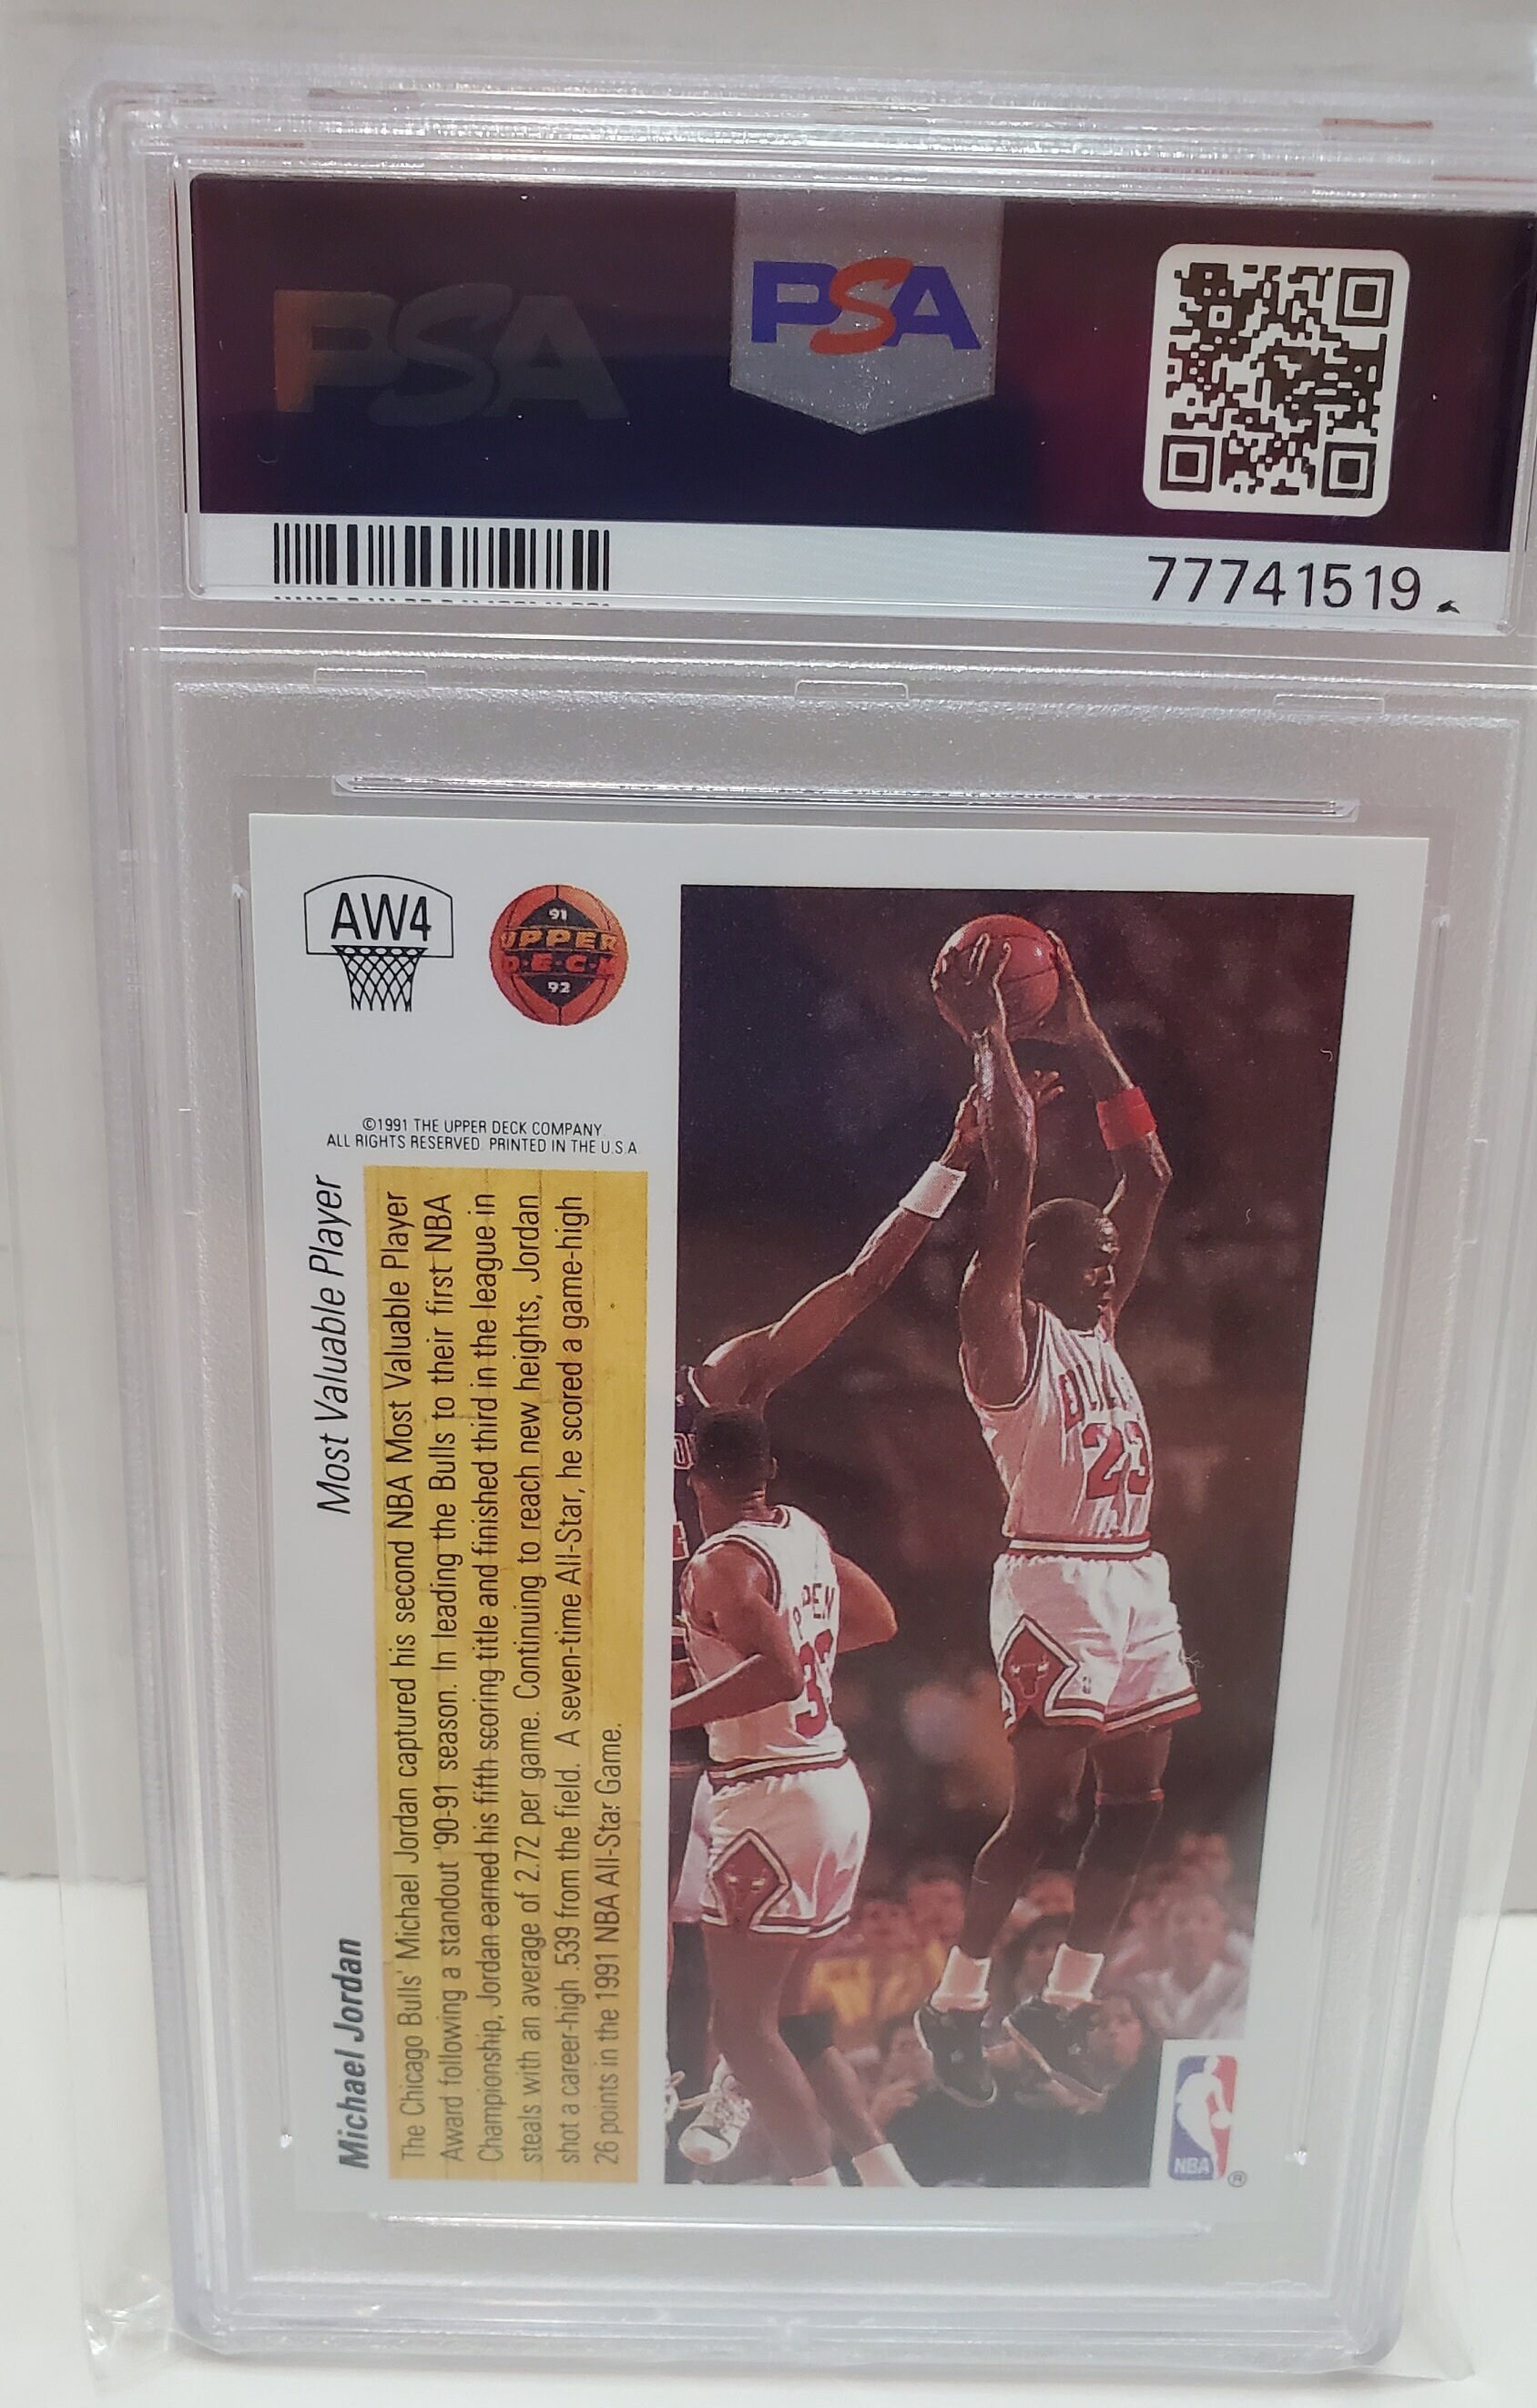 PSA
PSA
77741519
AW4
91
UPPER
DECK
92
©1991 THE UPPER DECK COMPANY
ALL RIGHTS RESERVED. PRINTED IN THE U.S.A
Michael Jordan
Most Valuable Player
The Chicago Bulls' Michael Jordan captured his second NBA Most Valuable Player
Award following a standout '90-91 season. In leading the Bulls to their first NBA
Championship, Jordan earned his fifth scoring title and finished third in the league in
steals with an average of 2.72 per game. Continuing to reach new heights, Jordan
shot a career-high .539 from the field. A seven-time All-Star, he scored a game-high
26 points in the 1991 NBA All-Star Game.
23
PEN
33
NBA
®